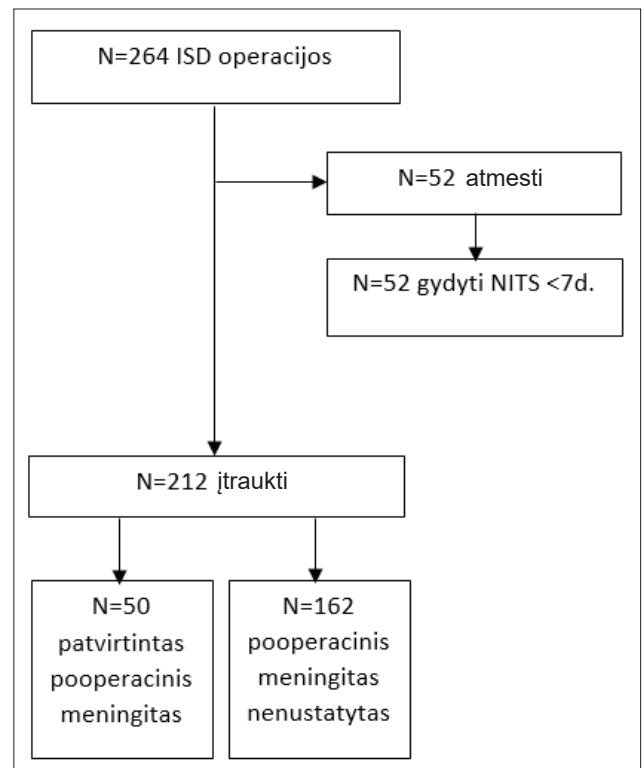 N=264 ISD operacijos
N=52 atmesti
N=52 gydyti NITS <7d.
N=212 įtraukti
N=50
patvirtintas
pooperacinis
meningitas
N=162
pooperacinis
meningitas
nenustatytas